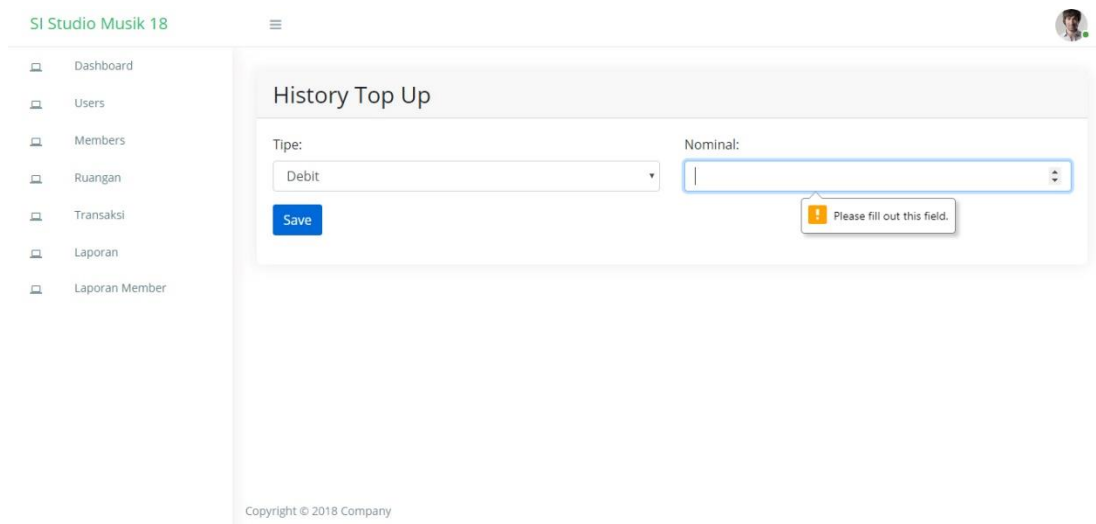 SI Studio Musik 18
Dashboard
Users
Members
Ruangan
Transaksi
Laporan
Laporan Member
History Top Up
Tipe:
Debit
Nominal:
Please fill out this field.
Save
Copyright © 2018 Company